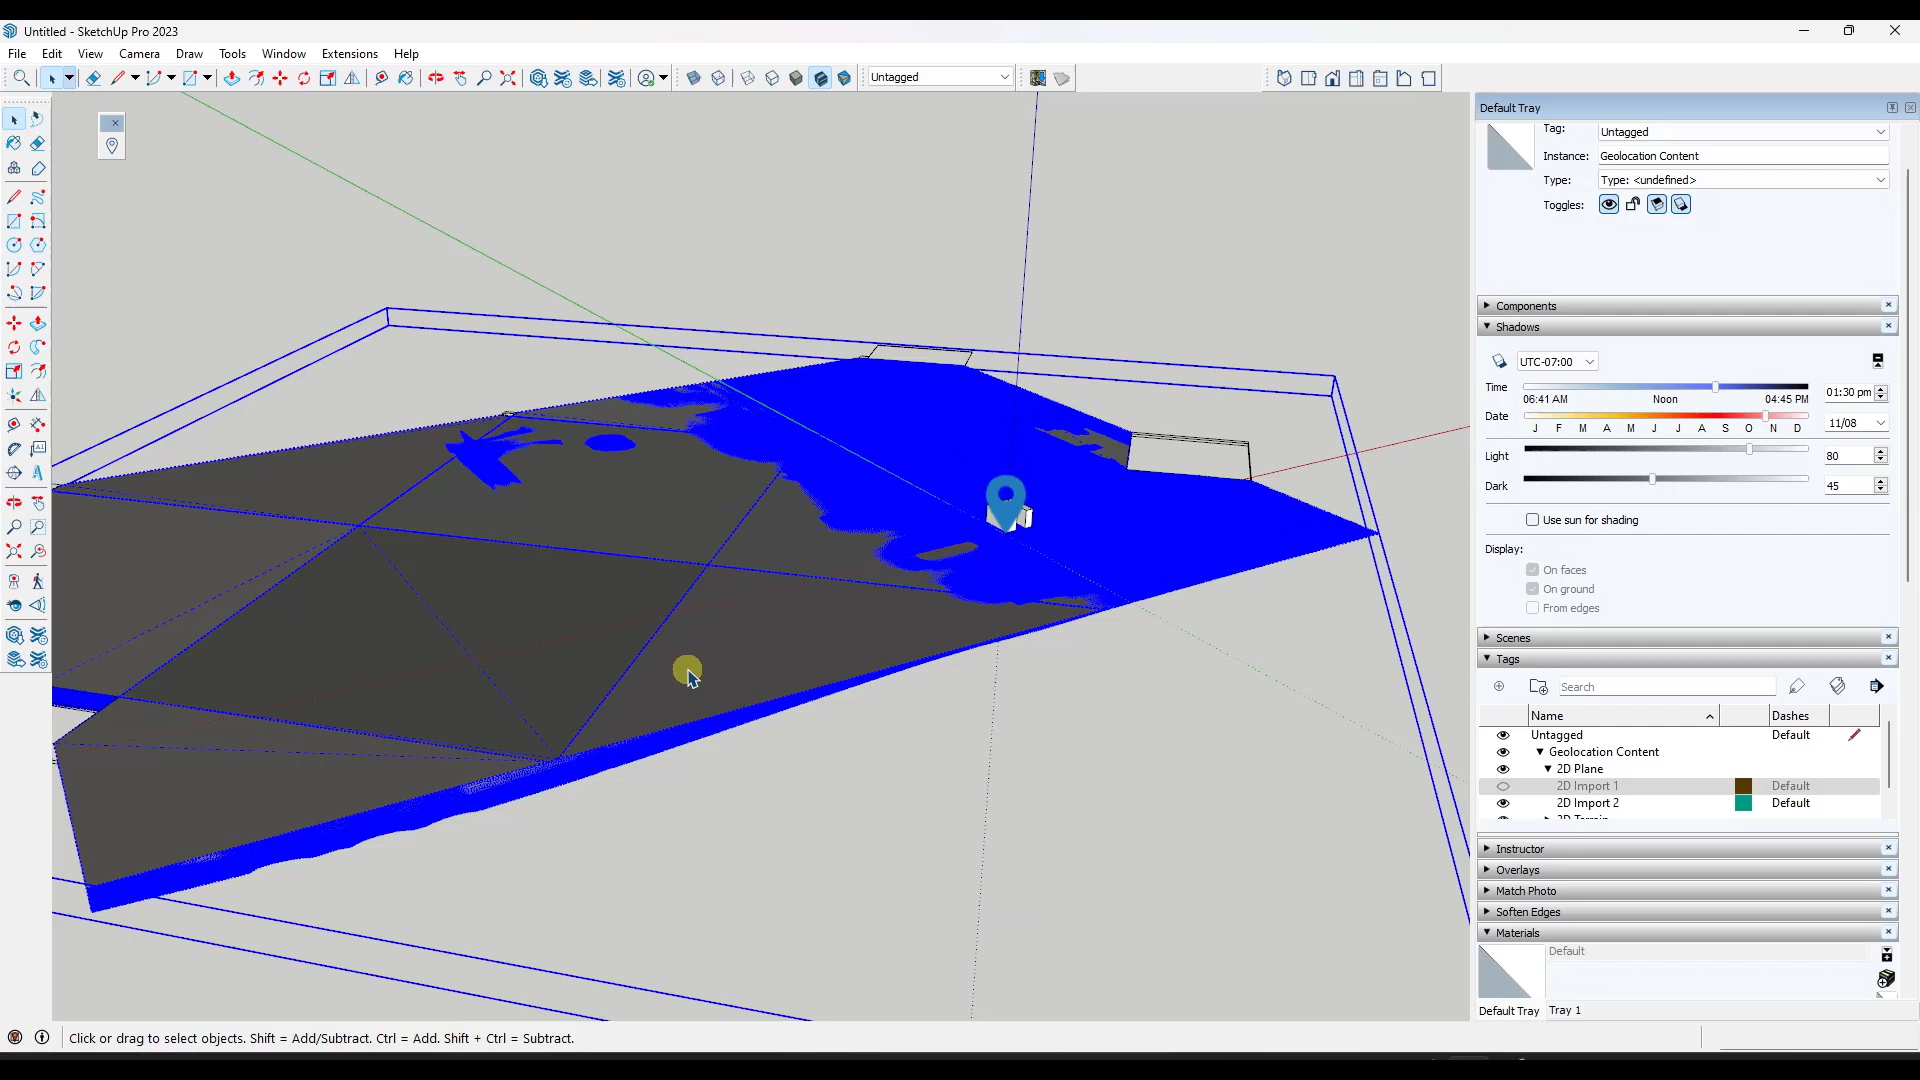 Untitled - SketchUp Pro 2023
File Edit View Camera Draw Tools Window Extensions Help
Untagged
Default Tray
Tag: Untagged
Instance: Geolocation Content
Type: Type: <undefined>
Toggles:
Components
Shadows
UTC-07:00
Time 01:30 pm
06:41 AM Noon 04:45 PM
Date 11/08
J F M A M J J A S O N D
Light 80
Dark 45
Use sun for shading
Display:
On faces
On ground
From edges
Scenes
Tags
Search
Name Dashes
Untagged Default
Geolocation Content
2D Plane
2D Import 1 Default
2D Import 2 Default
Instructor
Overlays
Match Photo
Soften Edges
Materials
Default
Default Tray Tray 1
Click or drag to select objects. Shift = Add/Subtract. Ctrl = Add. Shift + Ctrl = Subtract.